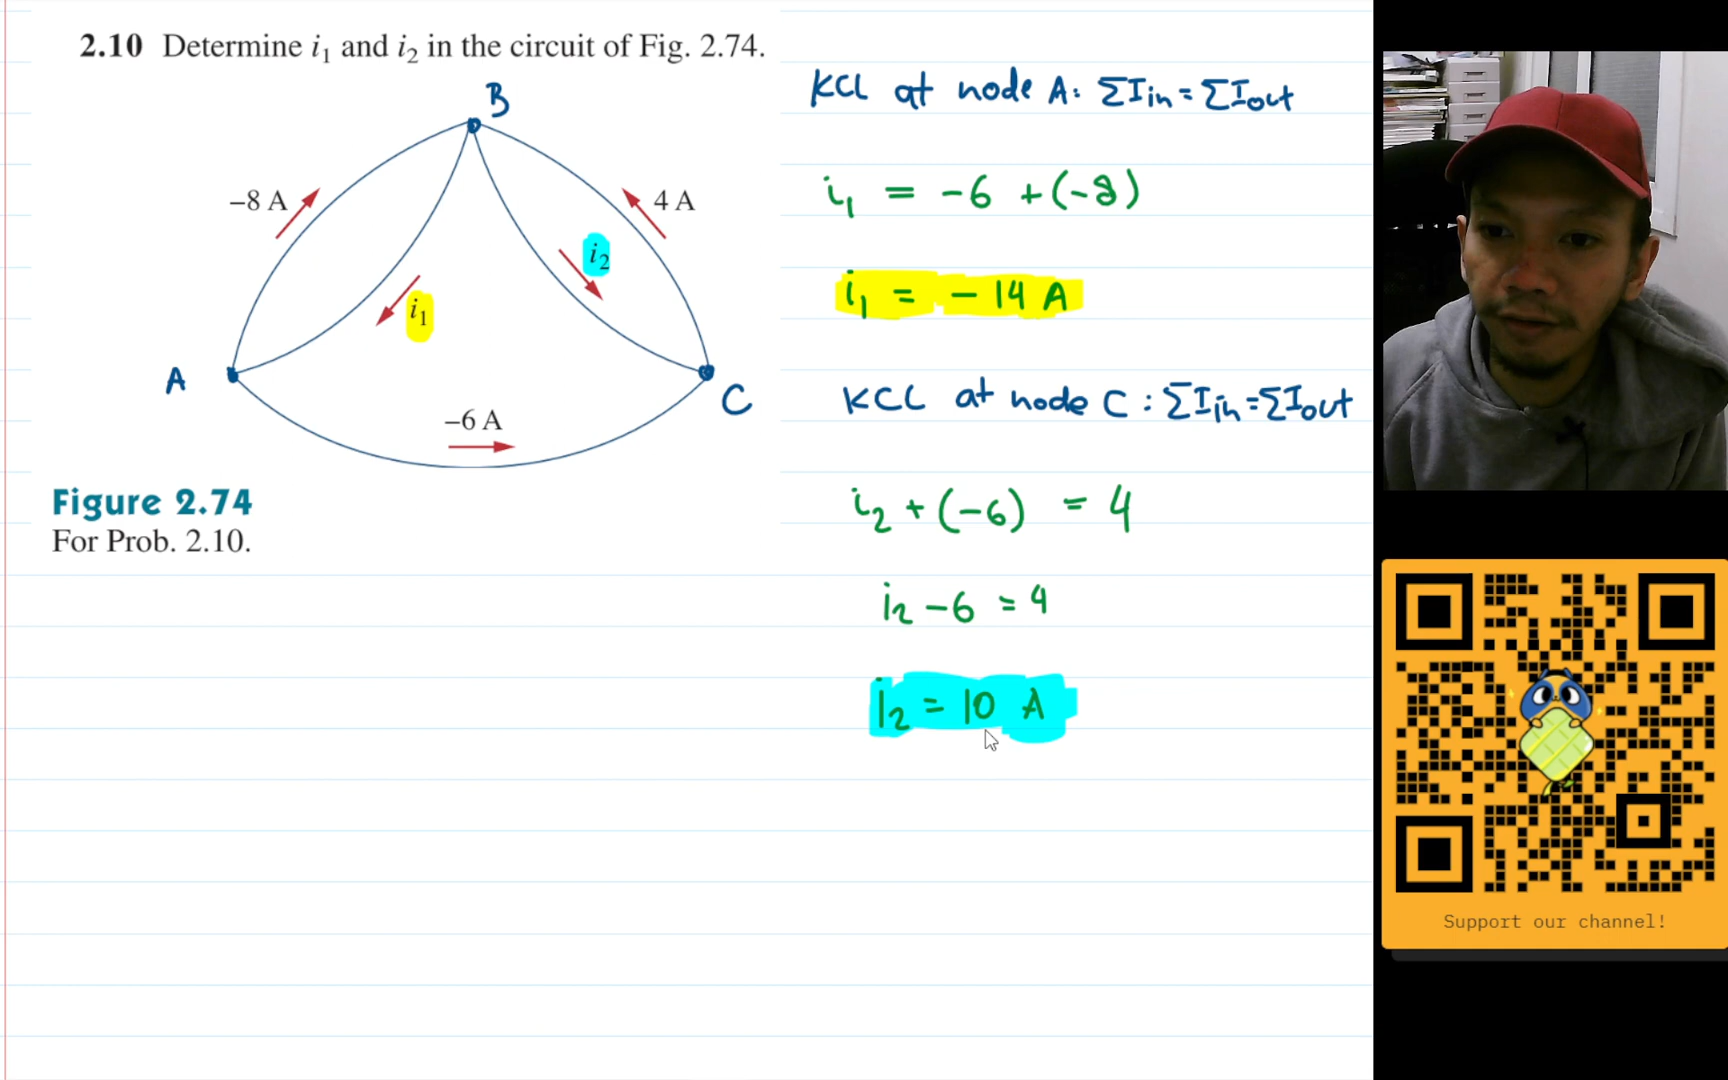 2.10 Determine i₁ and i₂ in the circuit of Fig. 2.74.
B
−8 A
4 A
i₂
i₁
A
C
−6 A
Figure 2.74
For Prob. 2.10.
KCL at node A: ΣIin = ΣIout
i₁ = -6 + (-8)
i₁ = -14 A
KCL at node C: ΣIin = ΣIout
i₂ + (-6) = 4
i₂ - 6 = 4
i₂ = 10 A
Support our channel!